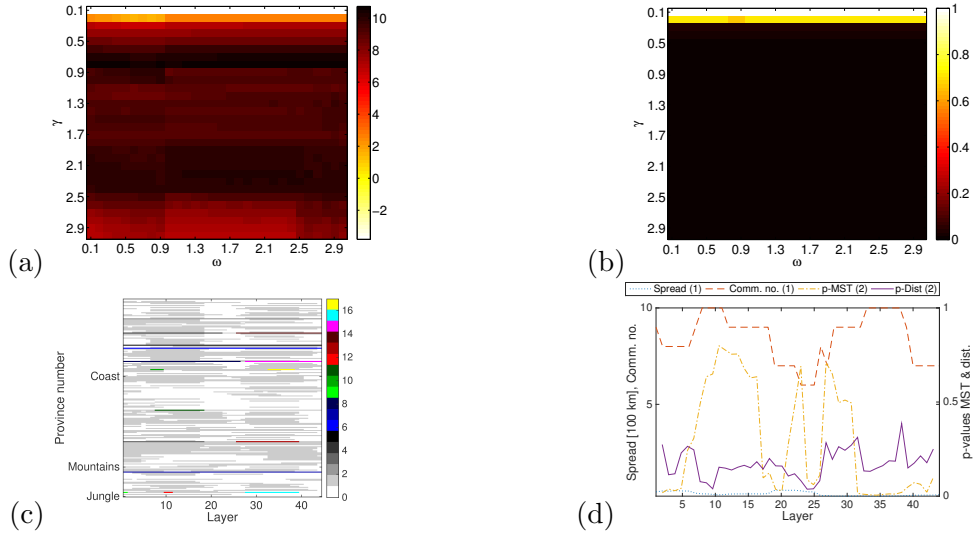 0.1
0.5
0.9
1.3
1.7
2.1
2.5
2.9
γ
0.1 0.5 0.9 1.3 1.7 2.1 2.5 2.9
ω
10
8
6
4
2
0
−2
(a)
0.1
0.5
0.9
1.3
1.7
2.1
2.5
2.9
γ
0.1 0.5 0.9 1.3 1.7 2.1 2.5 2.9
ω
1
0.8
0.6
0.4
0.2
0
(b)
Province number
Coast
Mountains
Jungle
10 20 30 40
Layer
16
14
12
10
8
6
4
2
0
(c)
Spread (1) Comm. no. (1) p-MST (2) p-Dist (2)
Spread [100 km], Comm. no.
10
5
5 10 15 20 25 30 35 40
Layer
1
0.5
0
p-values MST & dist.
(d)